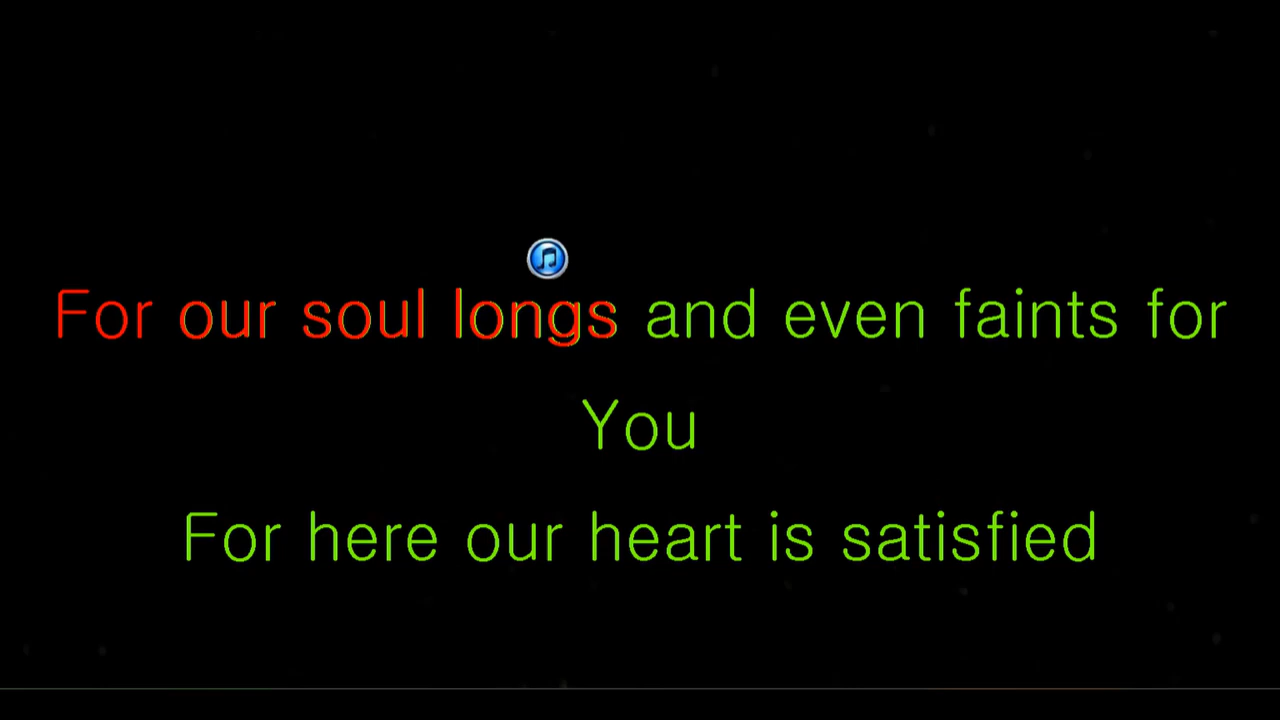 For our soul longs and even faints for
You
For here our heart is satisfied